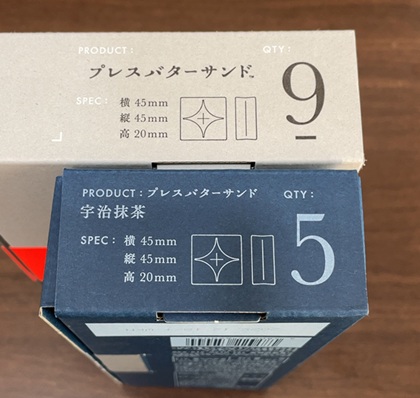 PRODUCT: QTY:
プレスバターサンド™
9
SPEC: 横 45mm
縦 45mm
高 20mm
PRODUCT: プレスバターサンド QTY:
宇治抹茶
5
SPEC: 横 45mm
縦 45mm
高 20mm